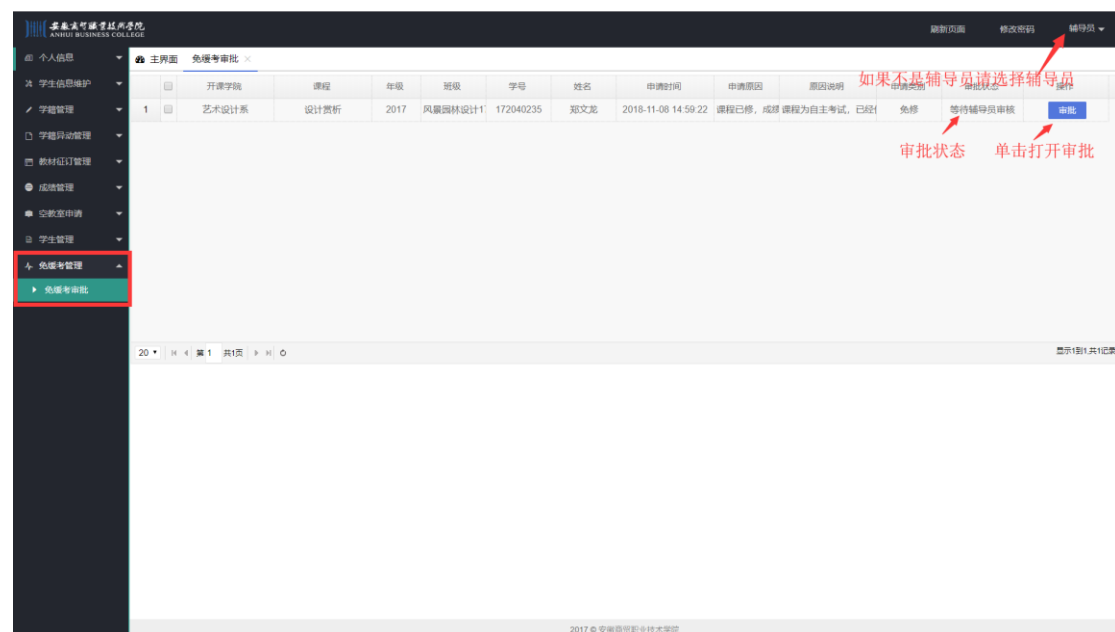 安徽商贸职业技术学院
ANHUI BUSINESS COLLEGE
刷新页面 修改密码 辅导员
个人信息
主界面 免缓考审批 ×
学生信息维护
学籍管理
学籍异动管理
教材征订管理
成绩管理
空教室申请
学生管理
免缓考管理
免缓考审批
如果不是辅导员请选择辅导员
开课学院 课程 年级 班级 学号 姓名 申请时间 申请原因 原因说明 申请类别 审批状态 操作
1 艺术设计系 设计赏析 2017 风景园林设计1 172040235 郑文龙 2018-11-08 14:59:22 课程已修，成绩 课程为自主考试，已经 免修 等待辅导员审核 审批
审批状态 单击打开审批
20 第 1 共1页 显示1到1,共1记录
2017 © 安徽商贸职业技术学院